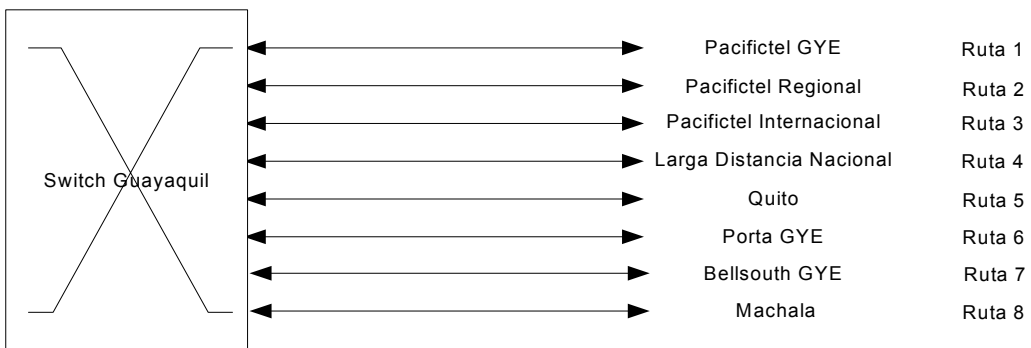 Pacifictel GYE Ruta 1
Pacifictel Regional Ruta 2
Pacifictel Internacional Ruta 3
Larga Distancia Nacional Ruta 4
Switch Guayaquil
Quito Ruta 5
Porta GYE Ruta 6
Bellsouth GYE Ruta 7
Machala Ruta 8